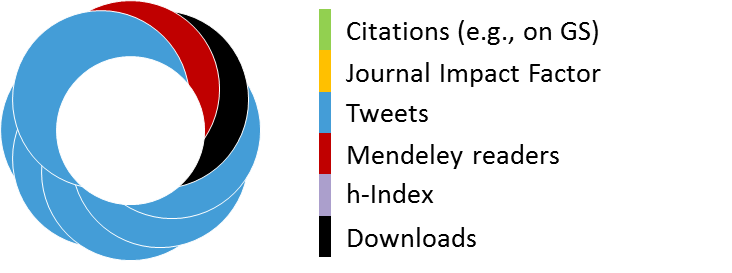 Citations (e.g., on GS)
Journal Impact Factor
Tweets
Mendeley readers
h-Index
Downloads